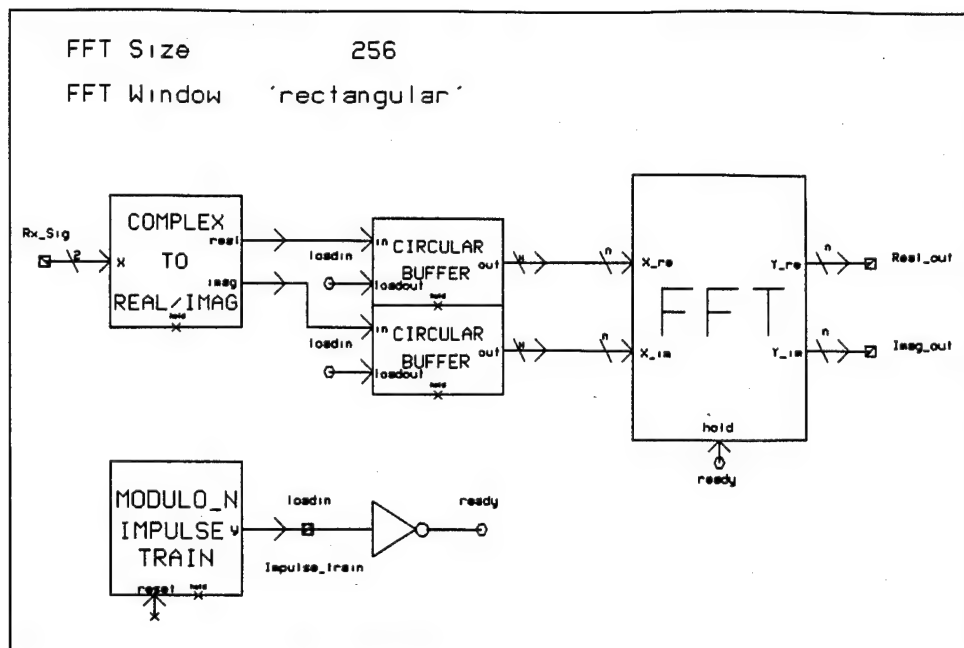 FFT Size 256
FFT Window 'rectangular'
Rx_Sig
2
x
COMPLEX
TO
REAL/IMAG
real
imag
hold
loadin
in
CIRCULAR
BUFFER
out
loadout
hold
loadin
in
CIRCULAR
BUFFER
out
loadout
hold
n
n
X_re
X_im
FFT
Y_re
Y_im
hold
ready
n
n
Real_out
Imag_out
MODULO_N
IMPULSE
TRAIN
y
reset
hold
loadin
Impulse_train
ready